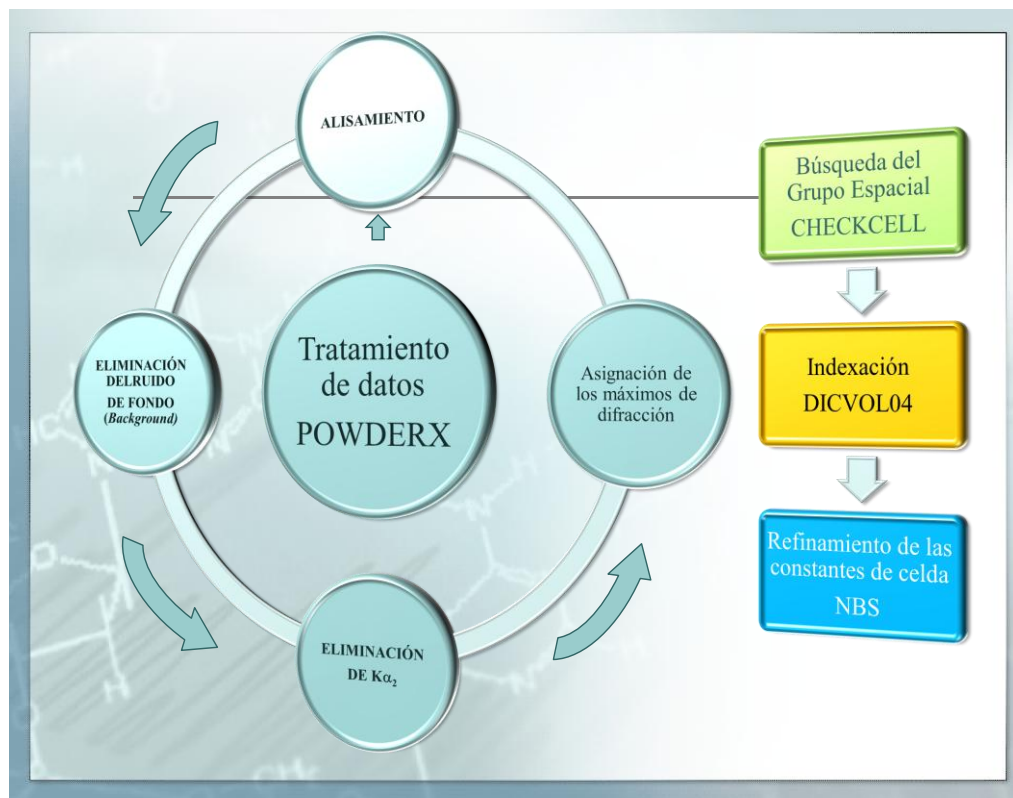 ALISAMIENTO
ELIMINACIÓN
DELRUIDO
DE FONDO
(Background)
Tratamiento
de datos
POWDERX
Asignación de
los máximos de
difracción
ELIMINACIÓN
DE Kα₂
Búsqueda del
Grupo Espacial
CHECKCELL
Indexación
DICVOL04
Refinamiento de las
constantes de celda
NBS